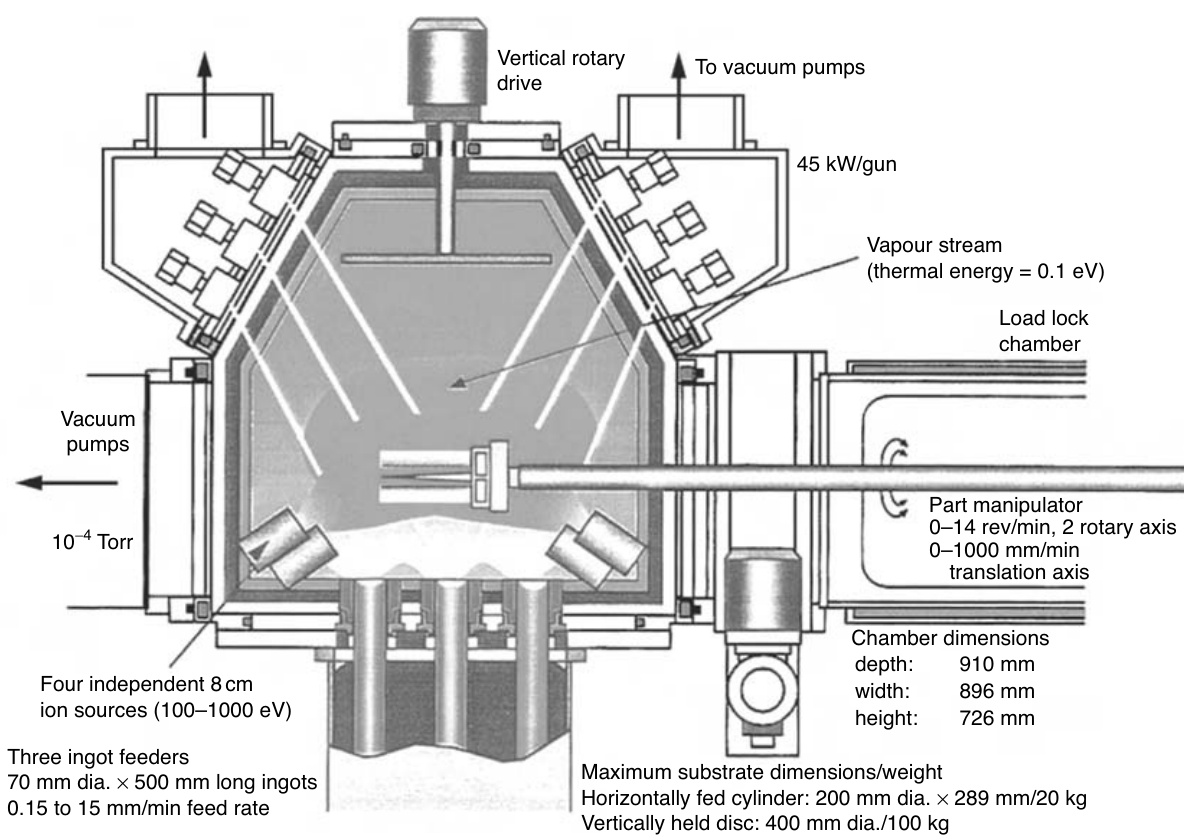 Vertical rotary
drive
To vacuum pumps
45 kW/gun
Vapour stream
(thermal energy = 0.1 eV)
Load lock
chamber
Vacuum
pumps
10⁻⁴ Torr
Part manipulator
0–14 rev/min, 2 rotary axis
0–1000 mm/min
translation axis
Chamber dimensions
depth: 910 mm
width: 896 mm
height: 726 mm
Four independent 8 cm
ion sources (100–1000 eV)
Three ingot feeders
70 mm dia. × 500 mm long ingots
0.15 to 15 mm/min feed rate
Maximum substrate dimensions/weight
Horizontally fed cylinder: 200 mm dia. × 289 mm/20 kg
Vertically held disc: 400 mm dia./100 kg